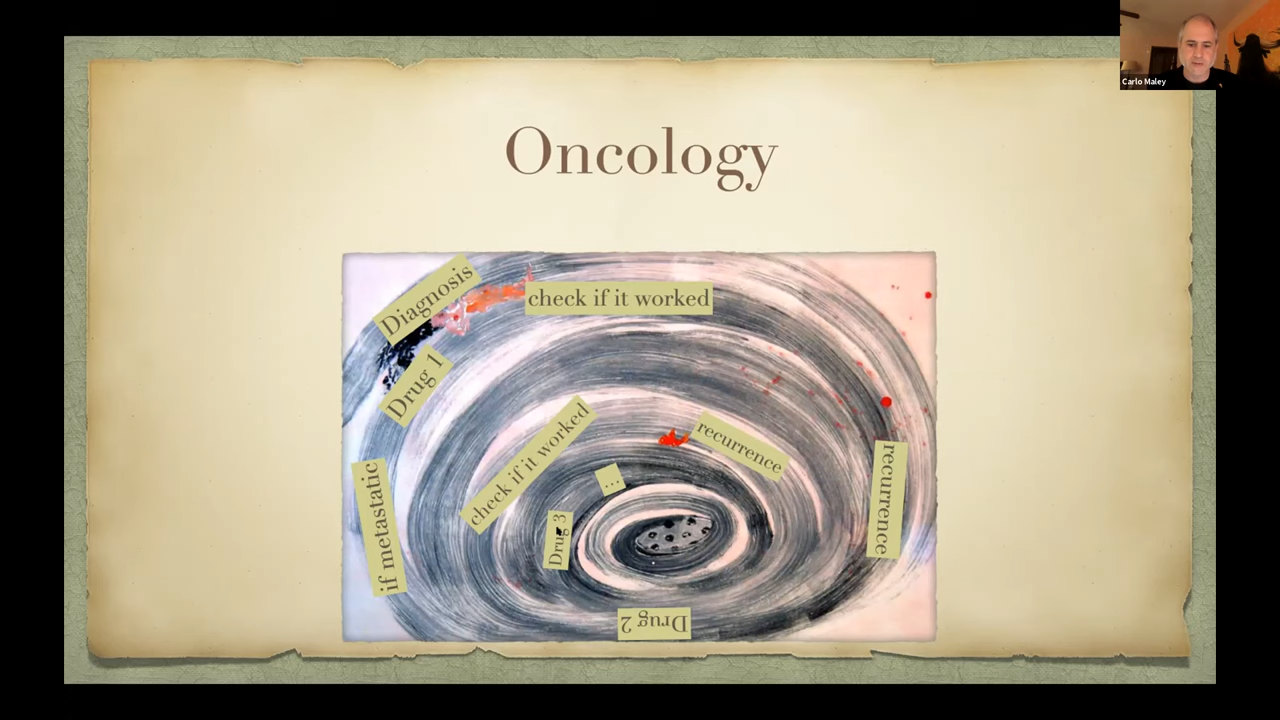 Carlo Maley
Oncology
Diagnosis
check if it worked
Drug 1
recurrence
check if it worked
recurrence
...
if metastatic
Drug 3
Drug 2